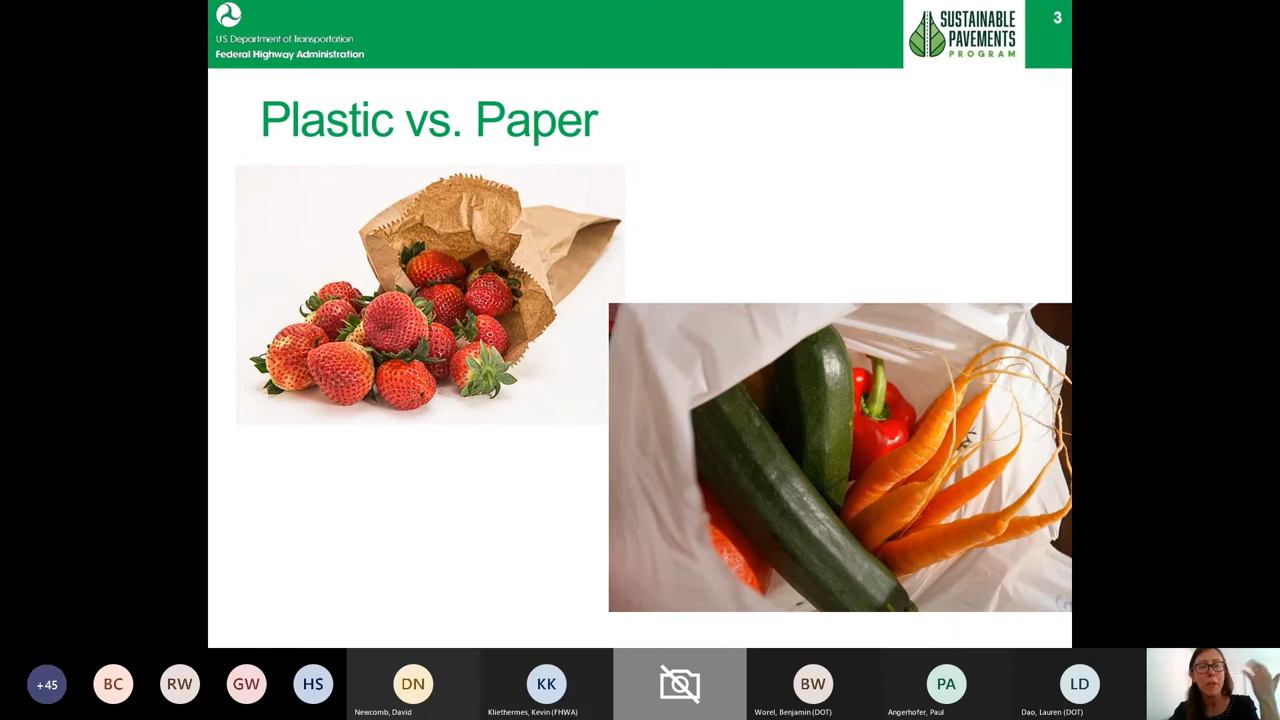 U.S. Department of Transportation
Federal Highway Administration
SUSTAINABLE
PAVEMENTS
PROGRAM
3
Plastic vs. Paper
+45
BC
RW
GW
HS
DN
Newcomb, David
KK
Kliethermes, Kevin (FHWA)
BW
Worel, Benjamin (DOT)
PA
Angerhofer, Paul
LD
Dao, Lauren (DOT)